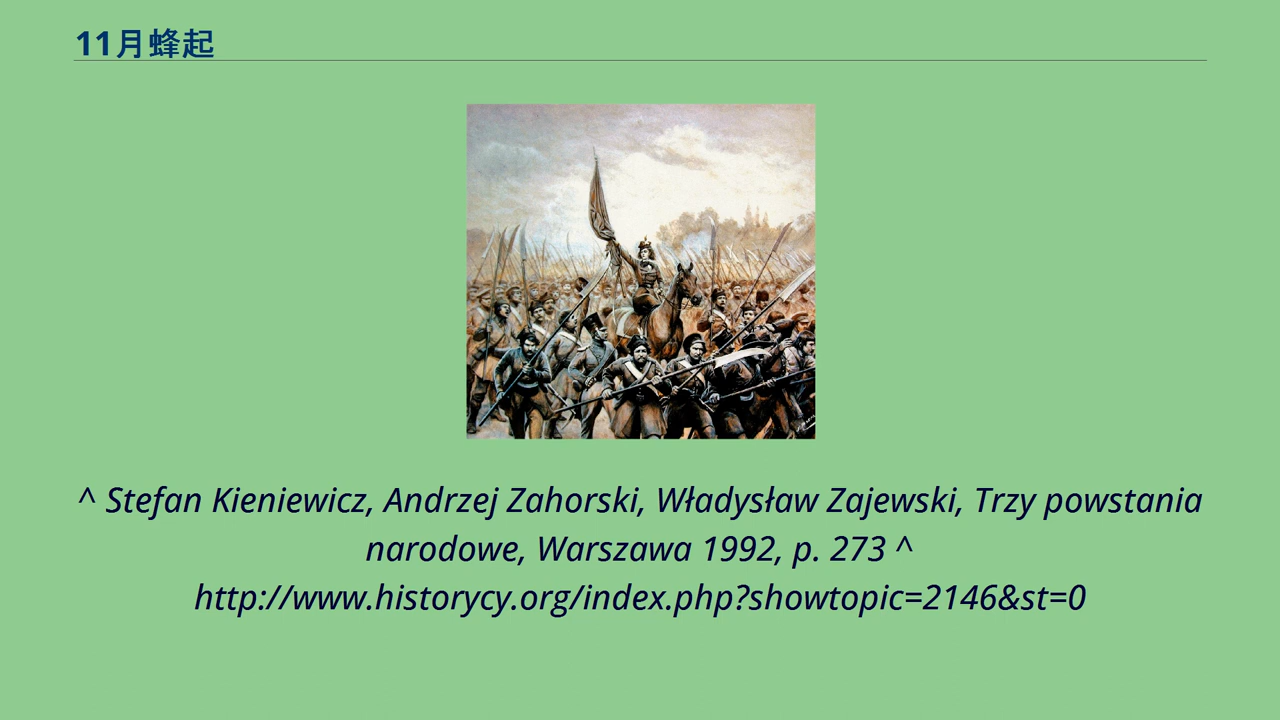 11月蜂起
^ Stefan Kieniewicz, Andrzej Zahorski, Władysław Zajewski, Trzy powstania
narodowe, Warszawa 1992, p. 273 ^
http://www.historycy.org/index.php?showtopic=2146&st=0